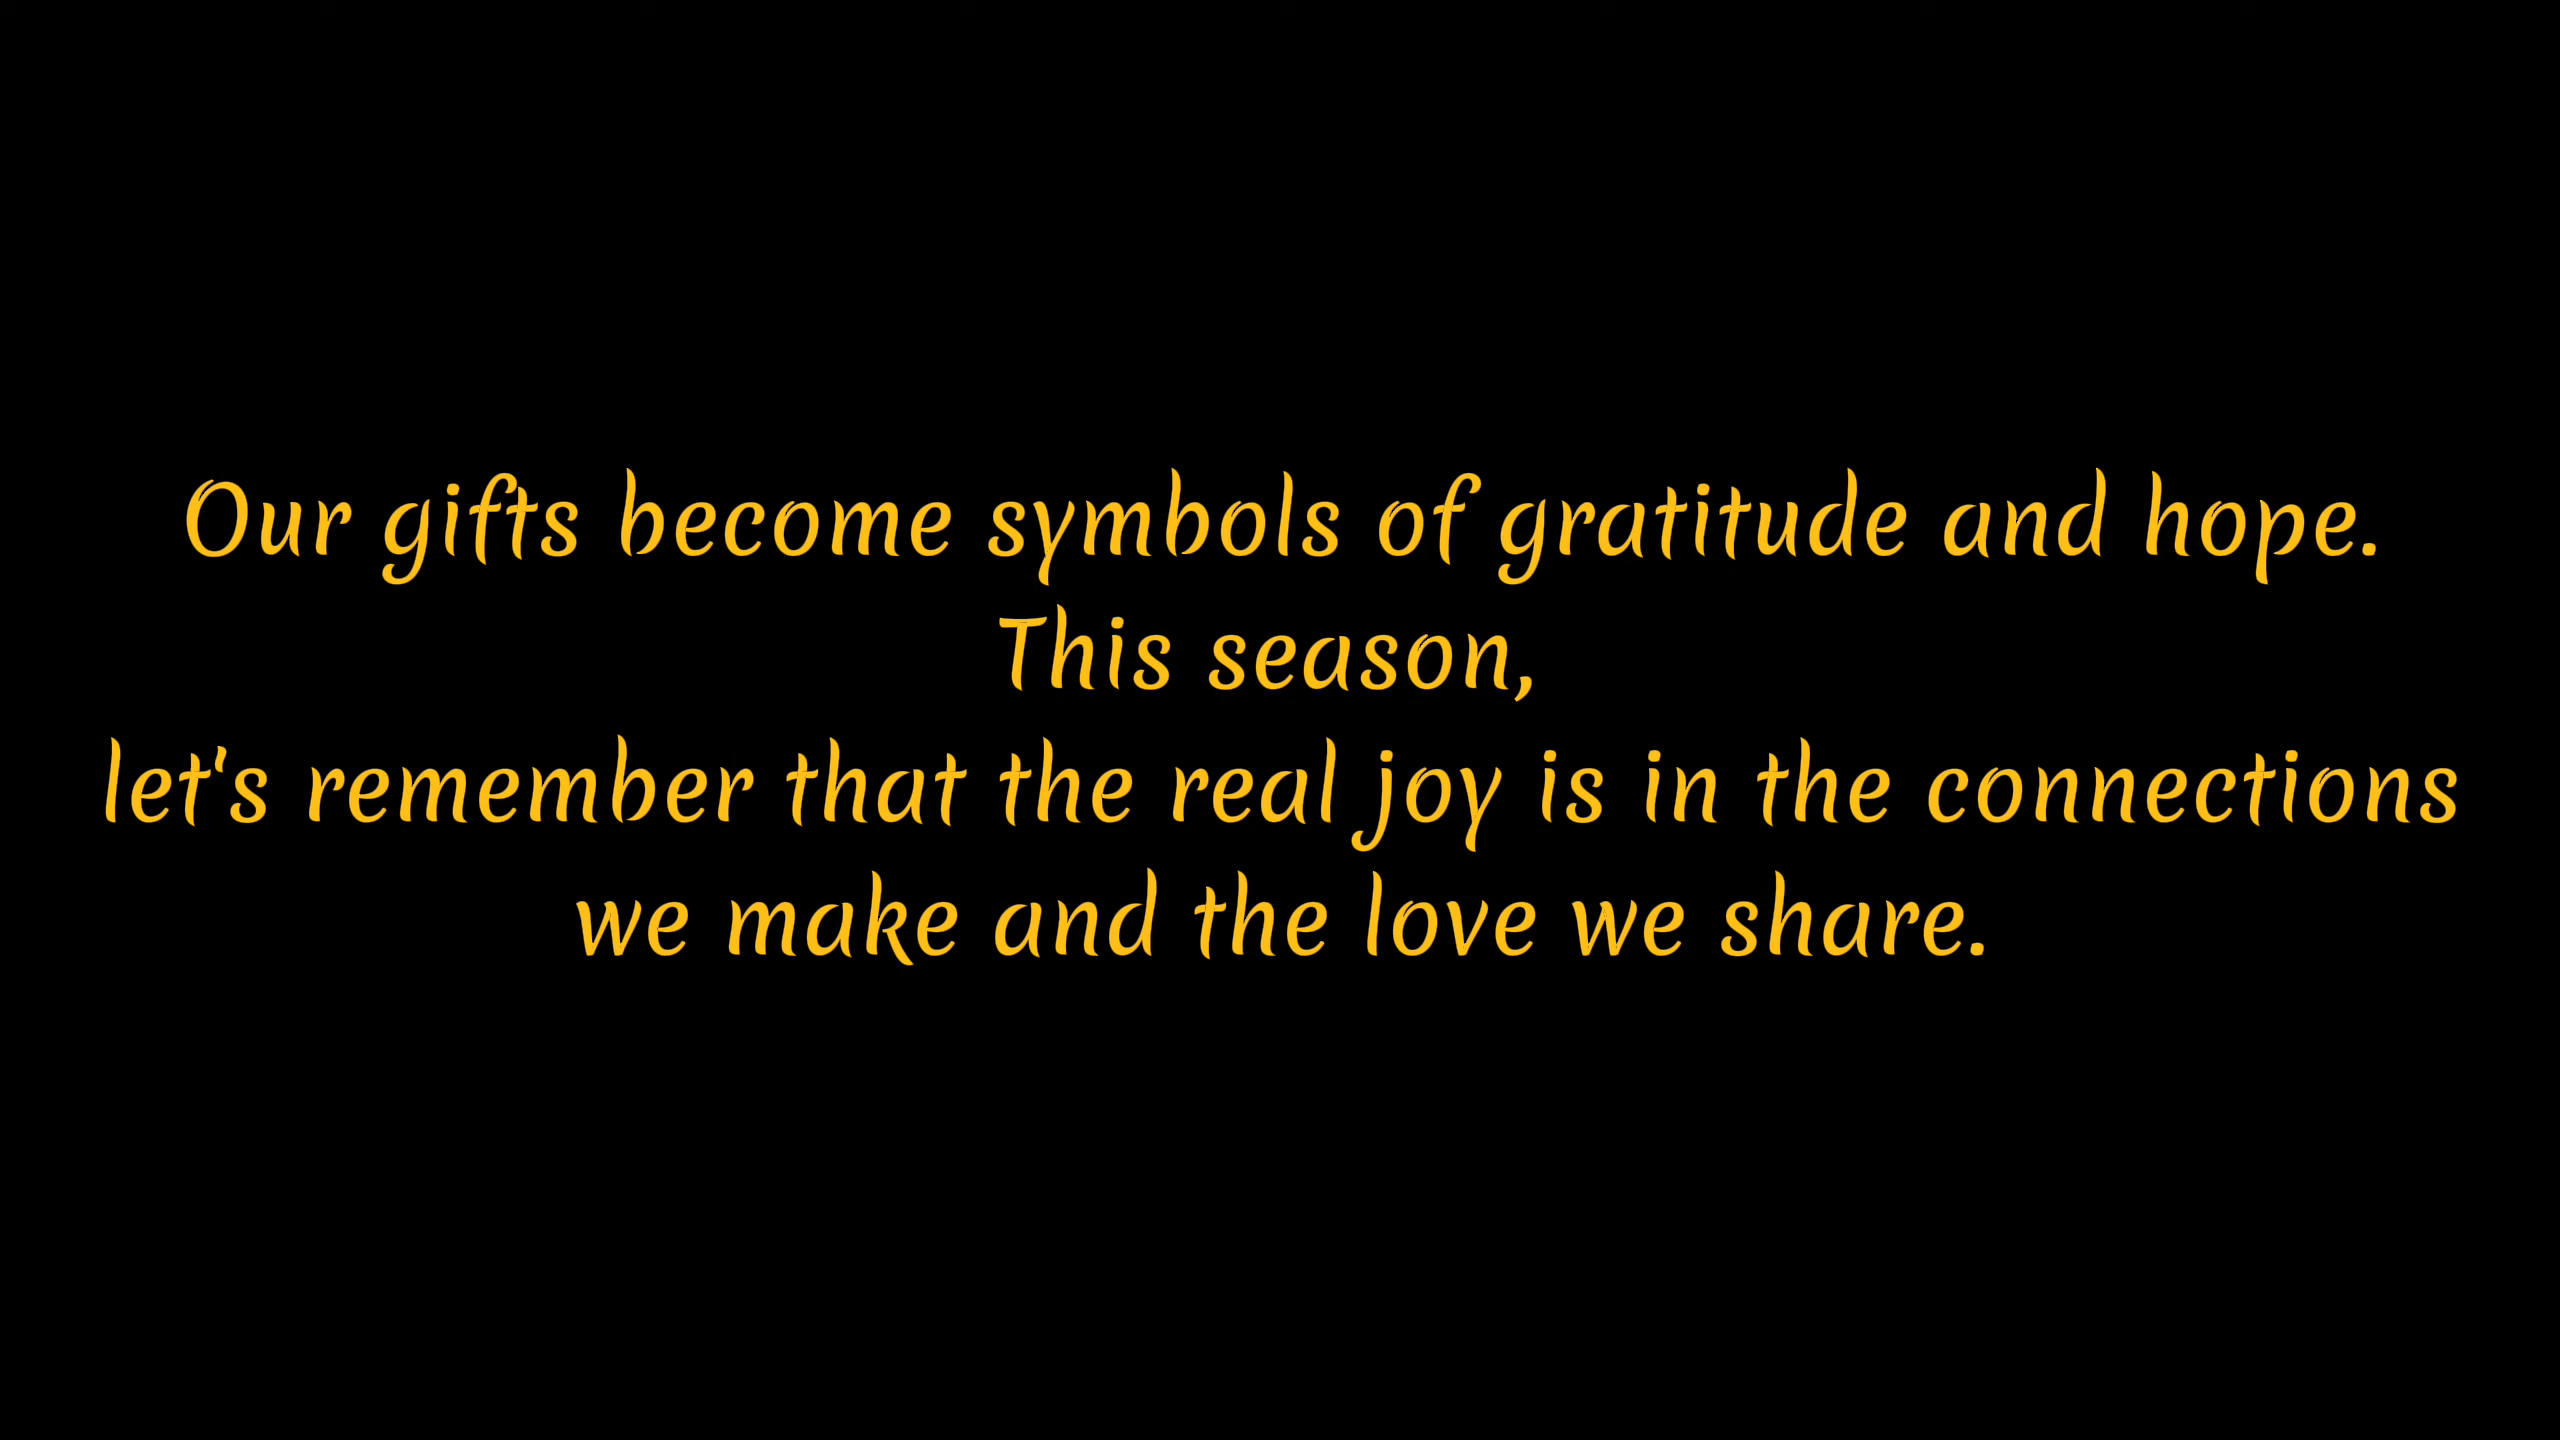 Our gifts become symbols of gratitude and hope.
This season,
let's remember that the real joy is in the connections
we make and the love we share.